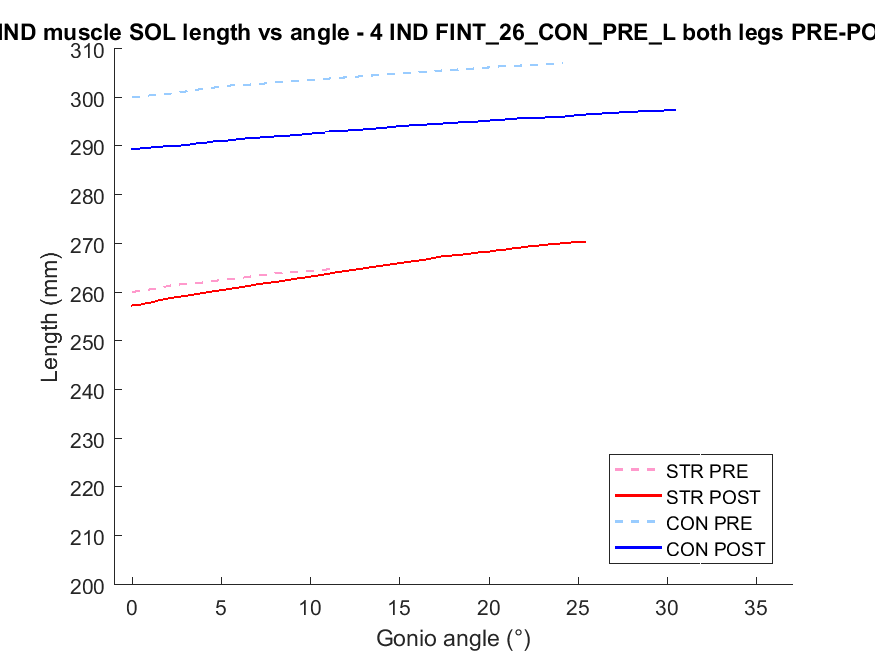 IND muscle SOL length vs angle - 4 IND FINT_26_CON_PRE_L both legs PRE-PO
310
300
290
280
270
260
250
240
230
220
210
200
Length (mm)
0 5 10 15 20 25 30 35
Gonio angle (°)
STR PRE
STR POST
CON PRE
CON POST